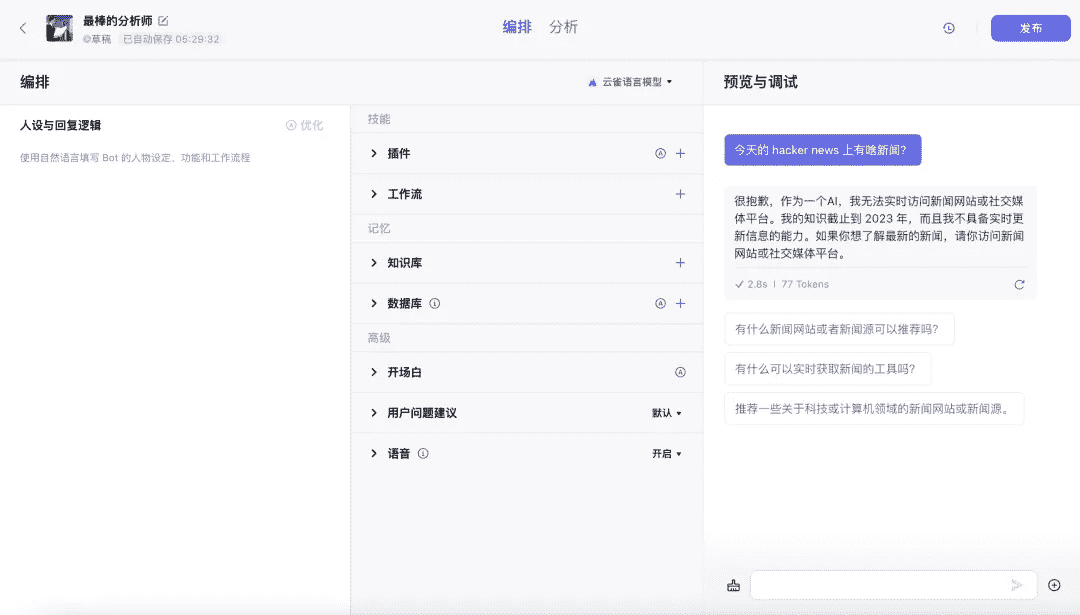 最棒的分析师
草稿 已自动保存 05:29:32
编排 分析
发布
编排
云雀语言模型
预览与调试
人设与回复逻辑
优化
使用自然语言填写 Bot 的人物设定、功能和工作流程
技能
插件
工作流
记忆
知识库
数据库
高级
开场白
用户问题建议 默认
语音 开启
今天的 hacker news 上有啥新闻?
很抱歉，作为一个AI，我无法实时访问新闻网站或社交媒
体平台。我的知识截止到 2023 年，而且我不具备实时更
新信息的能力。如果你想了解最新的新闻，请你访问新闻
网站或社交媒体平台。
2.8s | 77 Tokens
有什么新闻网站或者新闻源可以推荐吗?
有什么可以实时获取新闻的工具吗?
推荐一些关于科技或计算机领域的新闻网站或新闻源。